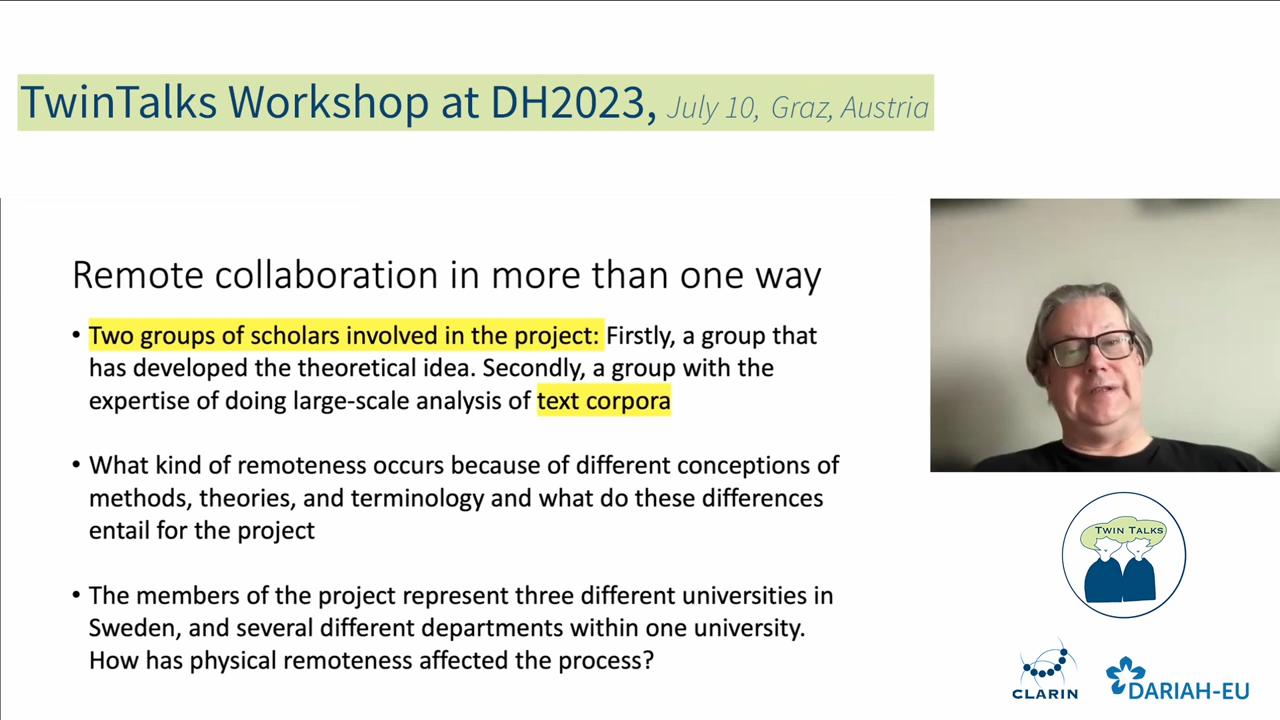 TwinTalks Workshop at DH2023, July 10, Graz, Austria
Remote collaboration in more than one way
• Two groups of scholars involved in the project: Firstly, a group that
has developed the theoretical idea. Secondly, a group with the
expertise of doing large-scale analysis of text corpora
• What kind of remoteness occurs because of different conceptions of
methods, theories, and terminology and what do these differences
entail for the project
• The members of the project represent three different universities in
Sweden, and several different departments within one university.
How has physical remoteness affected the process?
TWIN TALKS
CLARIN
DARIAH-EU